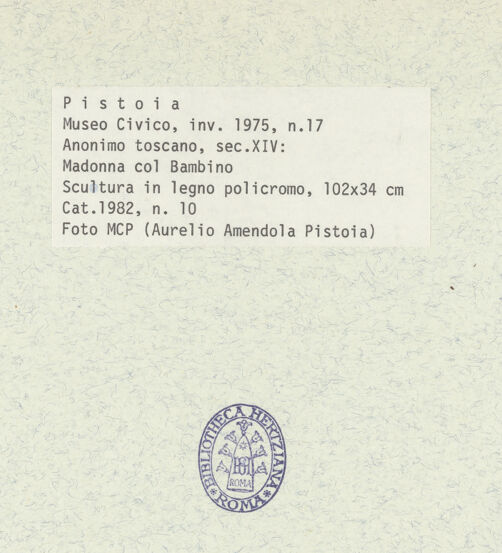 P i s t o i a
Museo Civico, inv. 1975, n.17
Anonimo toscano, sec.XIV:
Madonna col Bambino
Scultura in legno policromo, 102x34 cm
Cat.1982, n. 10
Foto MCP (Aurelio Amendola Pistoia)
BIBLIOTHECA HERTZIANA
ROMA
ROMA